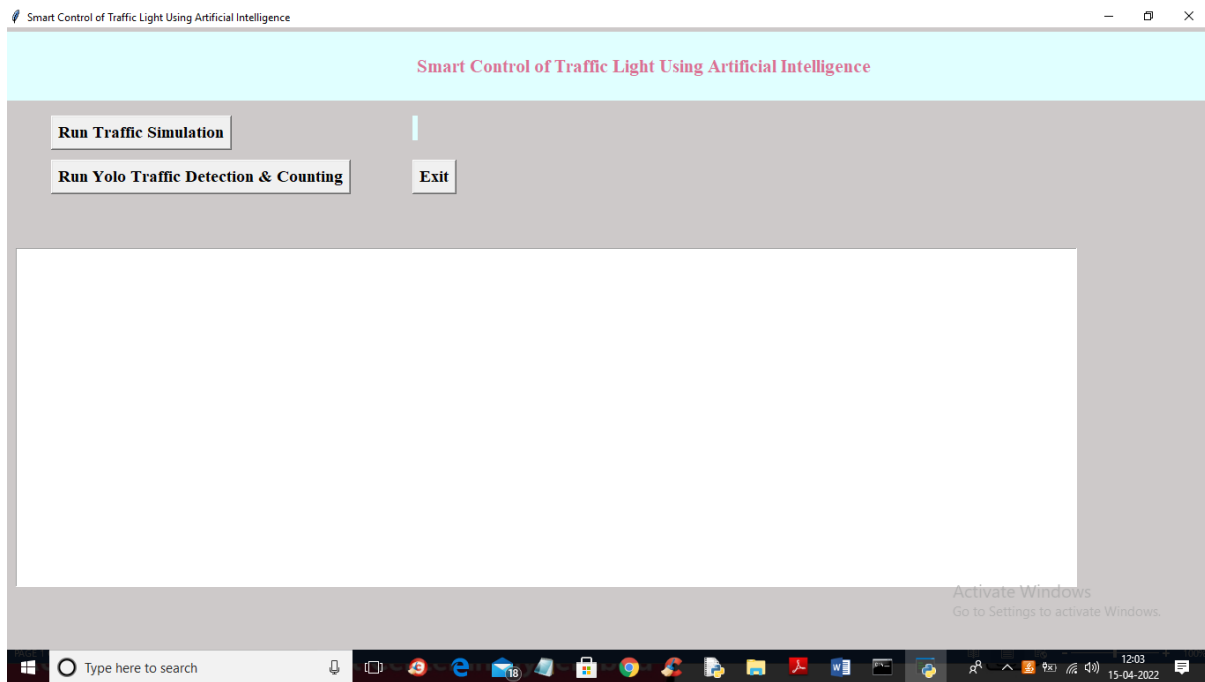 Smart Control of Traffic Light Using Artificial Intelligence
Smart Control of Traffic Light Using Artificial Intelligence
Run Traffic Simulation
Run Yolo Traffic Detection & Counting
Exit
Activate Windows
Go to Settings to activate Windows.
Type here to search
18
12:03
15-04-2022